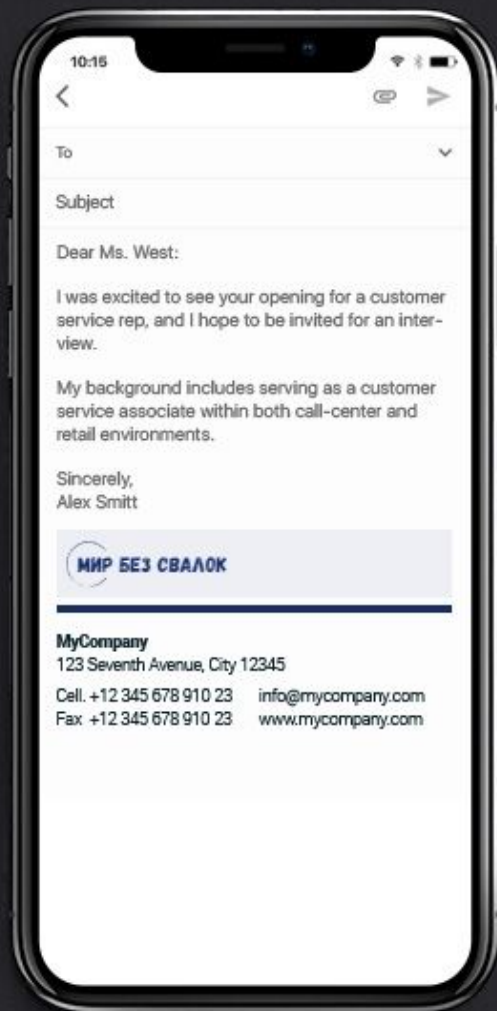 10:15
To
Subject
Dear Ms. West:
I was excited to see your opening for a customer
service rep, and I hope to be invited for an inter-
view.
My background includes serving as a customer
service associate within both call-center and
retail environments.
Sincerely,
Alex Smitt
МИР БЕЗ СВАЛОК
MyCompany
123 Seventh Avenue, City 12345
Cell. +12 345 678 910 23 info@mycompany.com
Fax +12 345 678 910 23 www.mycompany.com